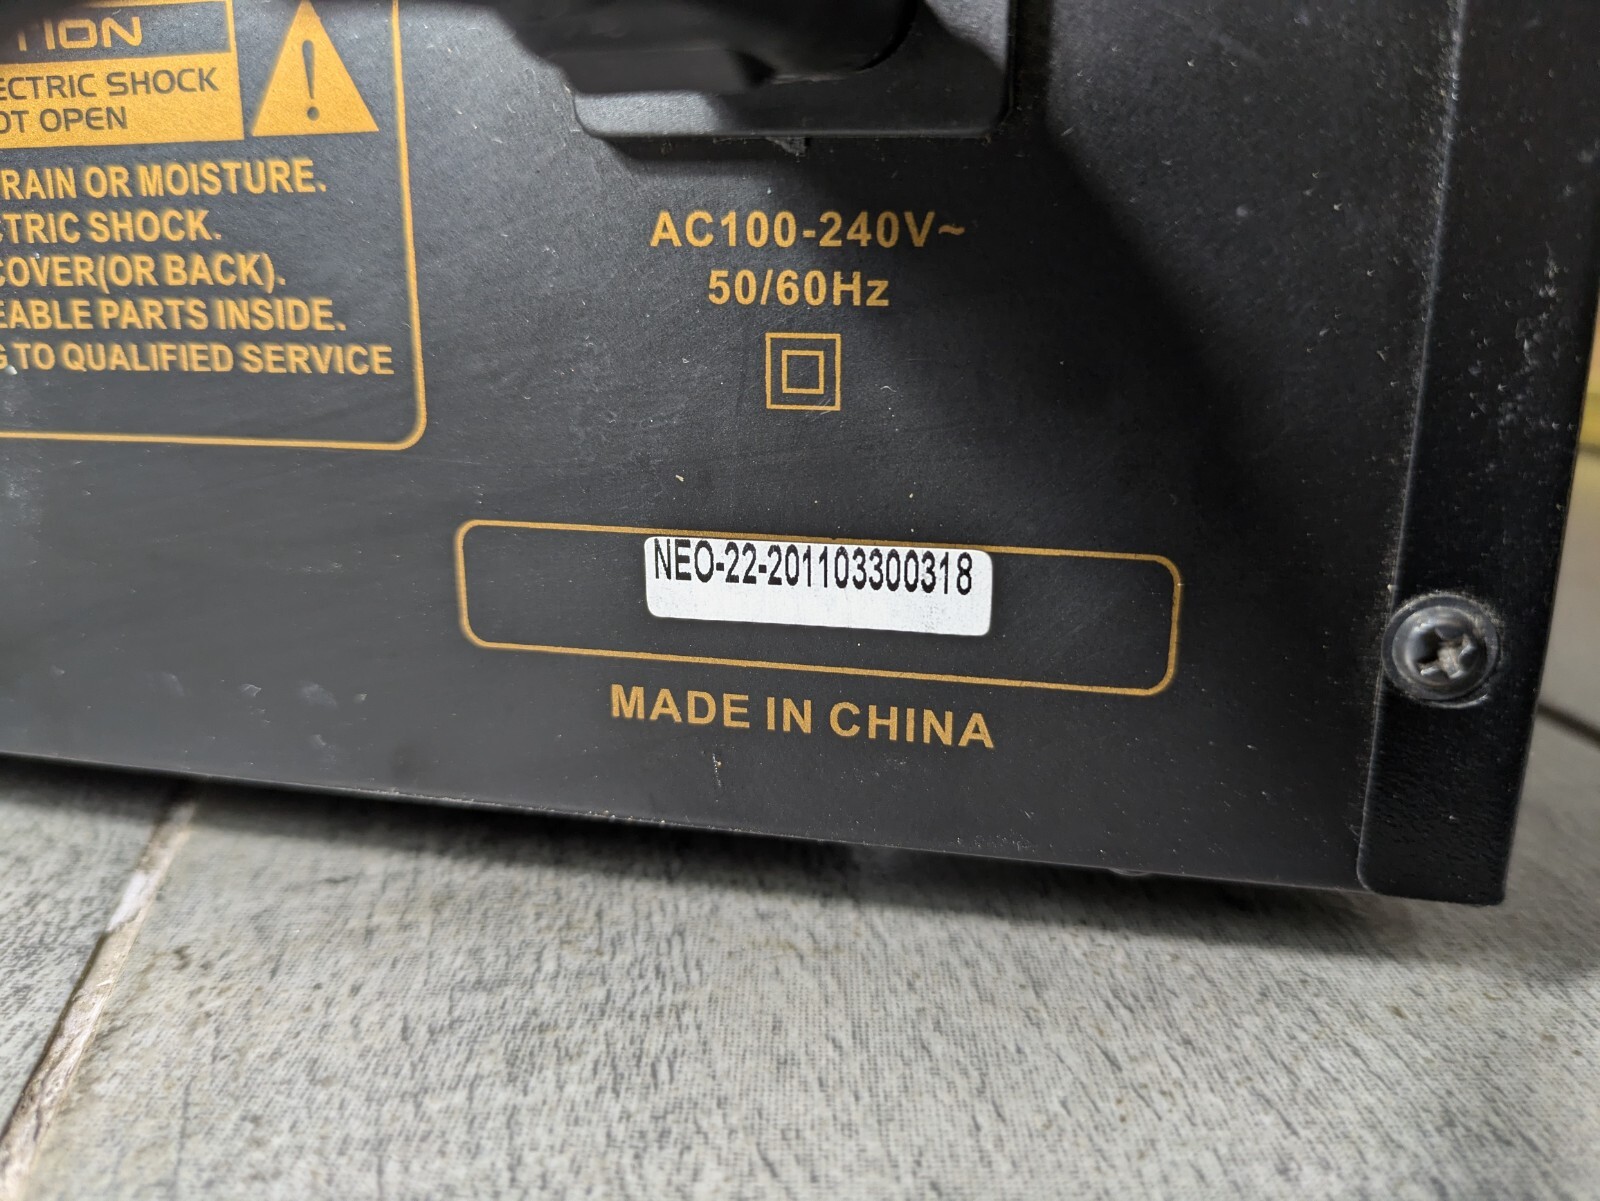 TION
ECTRIC SHOCK
OT OPEN
!
RAIN OR MOISTURE.
CTRIC SHOCK.
COVER(OR BACK).
EABLE PARTS INSIDE.
G TO QUALIFIED SERVICE
AC100-240V~
50/60Hz
NEO-22-201103300318
MADE IN CHINA